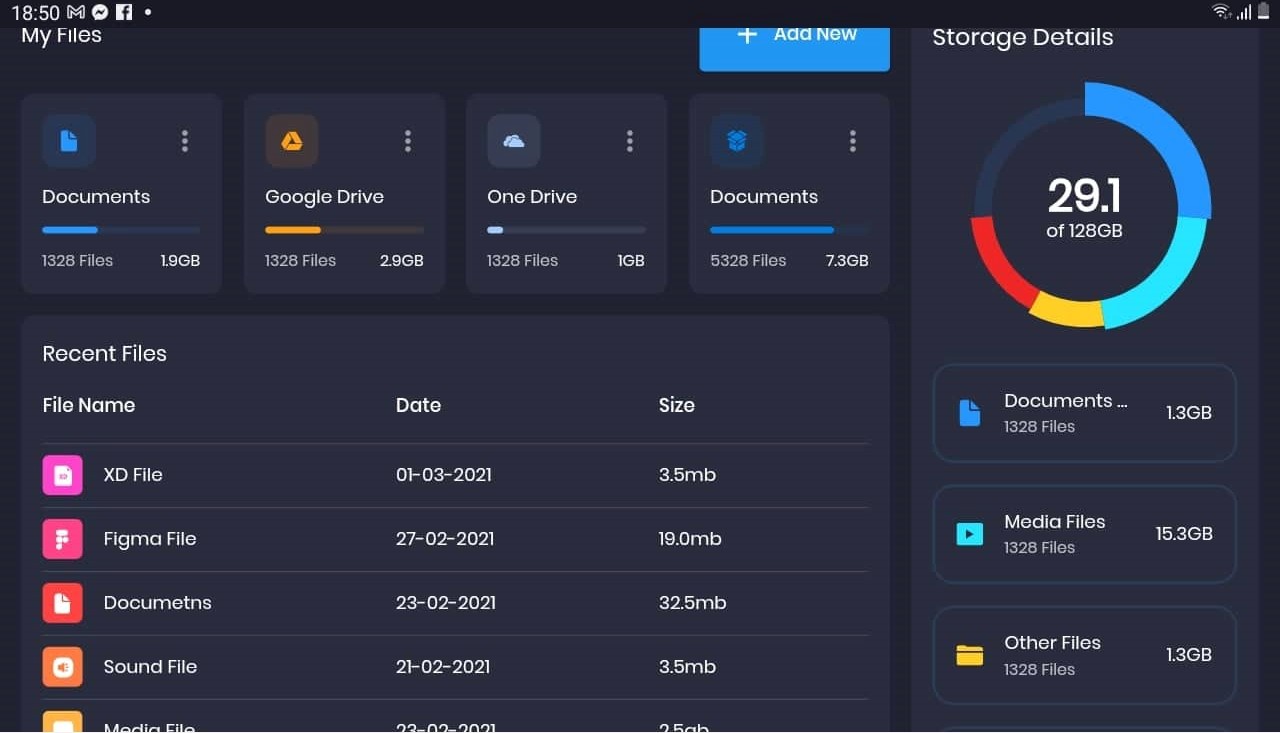 18:50
My Files
+ Add New
Documents
1328 Files 1.9GB
Google Drive
1328 Files 2.9GB
One Drive
1328 Files 1GB
Documents
5328 Files 7.3GB
Recent Files
File Name Date Size
XD File 01-03-2021 3.5mb
Figma File 27-02-2021 19.0mb
Documetns 23-02-2021 32.5mb
Sound File 21-02-2021 3.5mb
Media File 23-02-2021 2.5gb
Storage Details
29.1
of 128GB
Documents ...
1328 Files
1.3GB
Media Files
1328 Files
15.3GB
Other Files
1328 Files
1.3GB